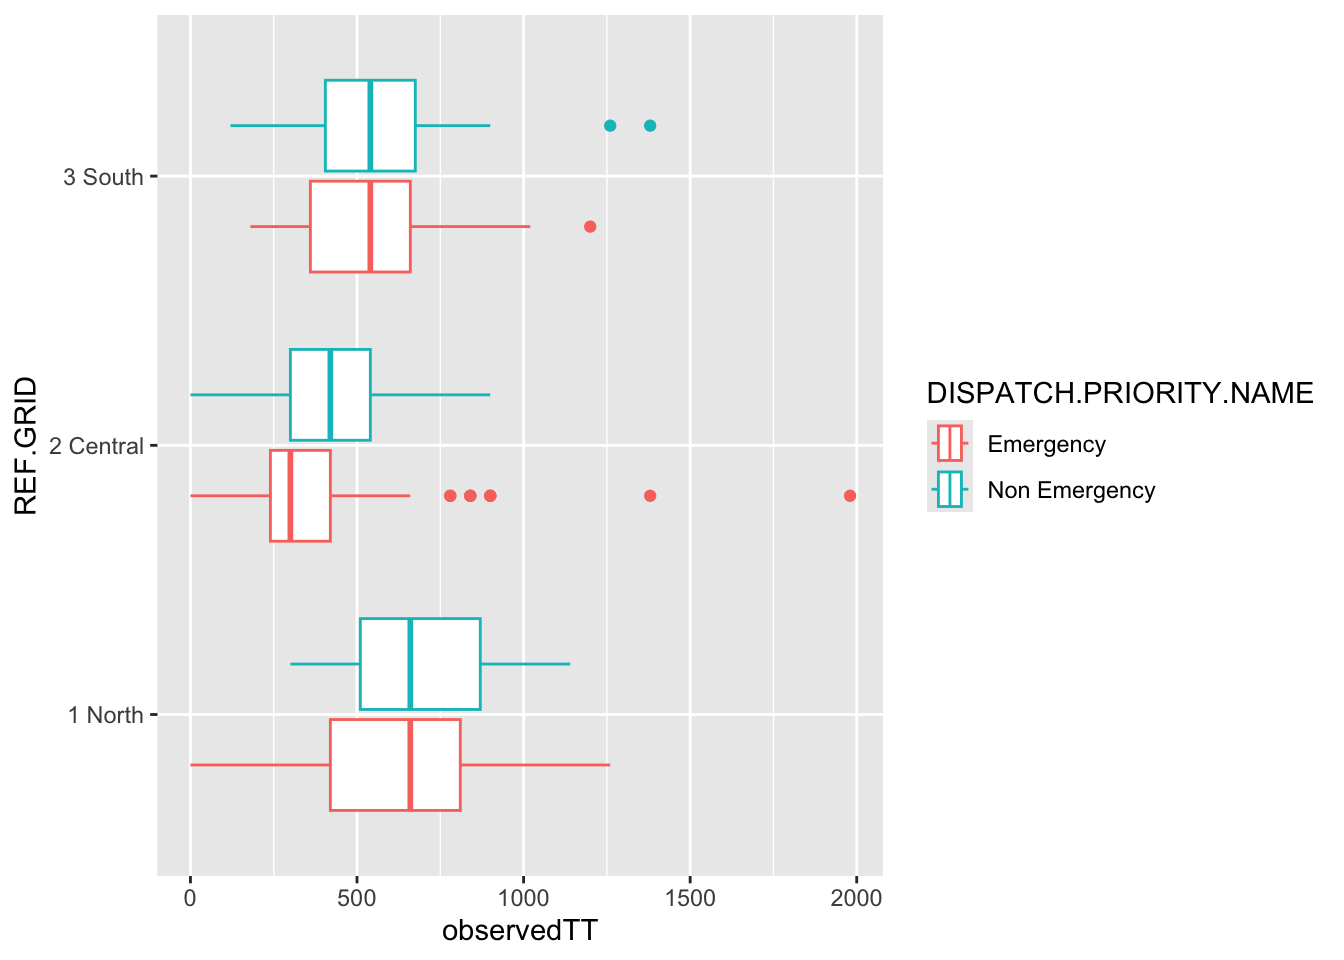 3 South
2 Central
1 North
REF.GRID
0 500 1000 1500 2000
observedTT
DISPATCH.PRIORITY.NAME
Emergency
Non Emergency